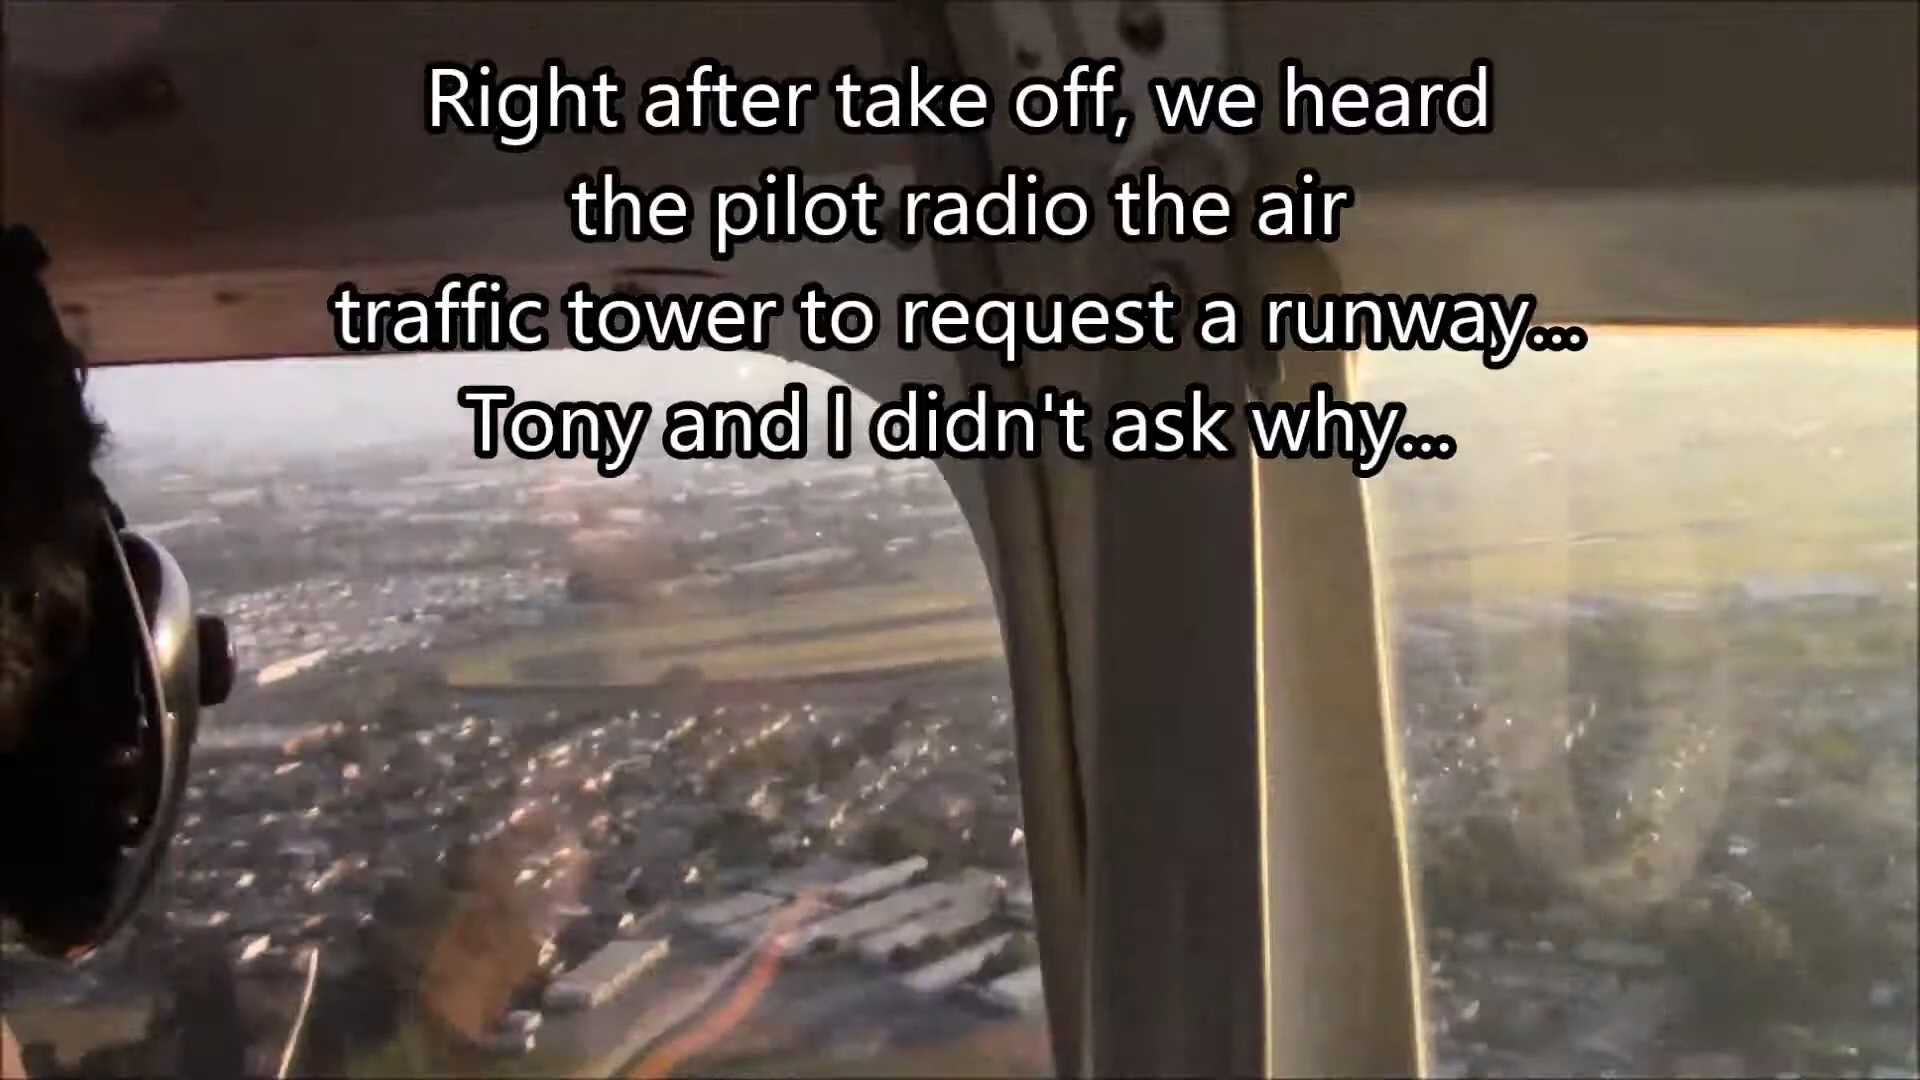 Right after take off, we heard
the pilot radio the air
traffic tower to request a runway...
Tony and I didn't ask why...